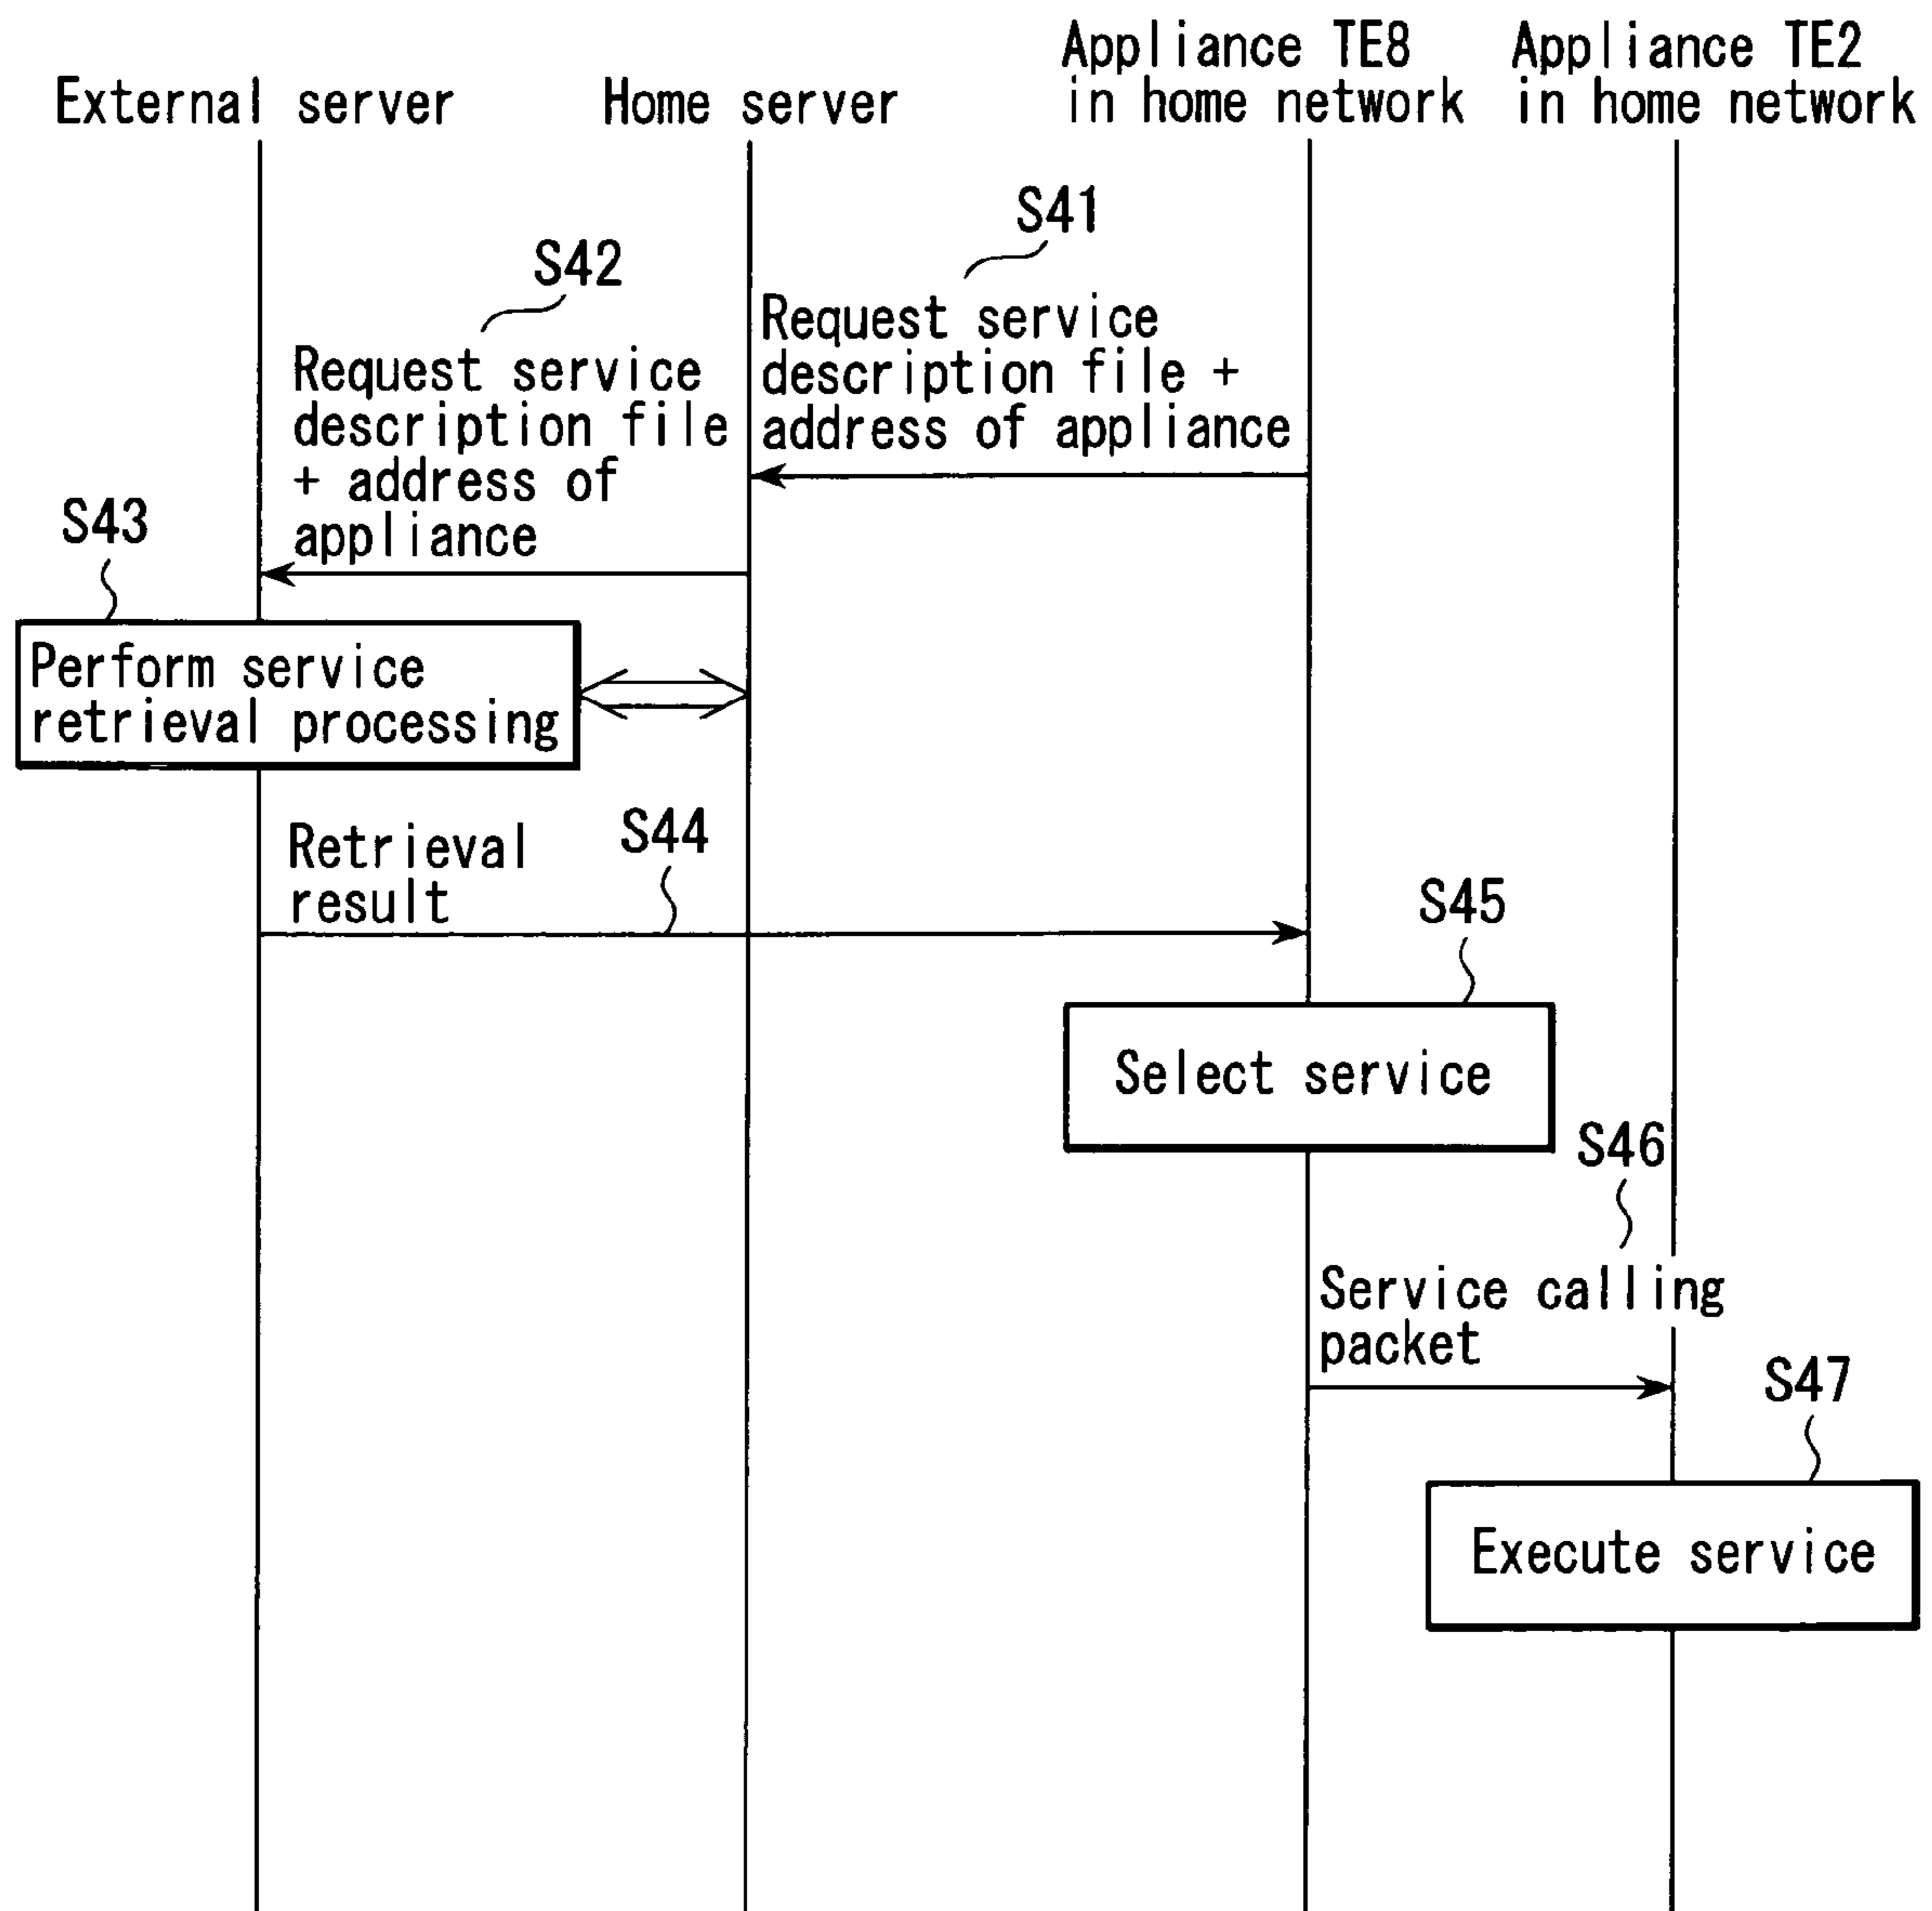 External server
Home server
Appliance TE8
in home network
Appliance TE2
in home network
S41
Request service
description file +
address of appliance
S42
Request service
description file
+ address of
appliance
S43
Perform service
retrieval processing
S44
Retrieval
result
S45
Select service
S46
Service calling
packet
S47
Execute service